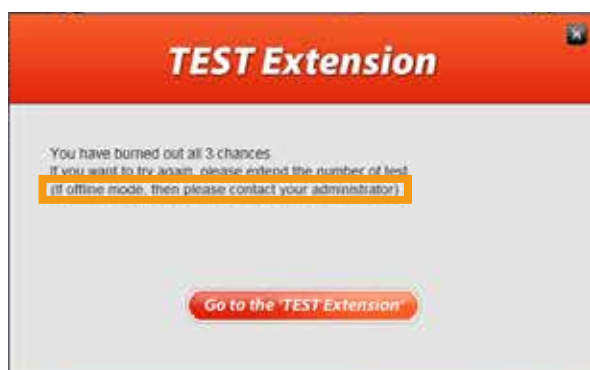 TEST Extension
You have burned out all 3 chances
If you want to try again, please extend the number of test
(If offline mode, then please contact your administrator)
Go to the 'TEST Extension'